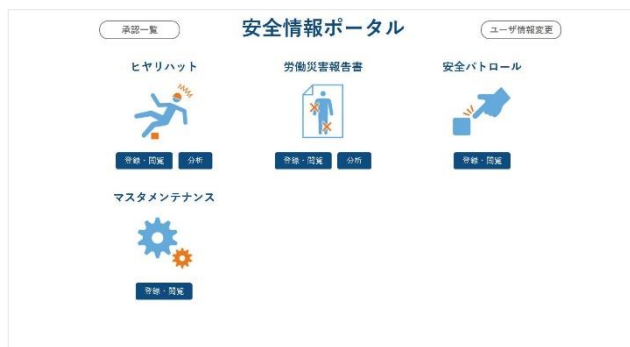 承認一覧
安全情報ポータル
ユーザ情報変更
ヒヤリハット
労働災害報告書
安全パトロール
登録・閲覧
分析
登録・閲覧
分析
登録・閲覧
マスタメンテナンス
登録・閲覧